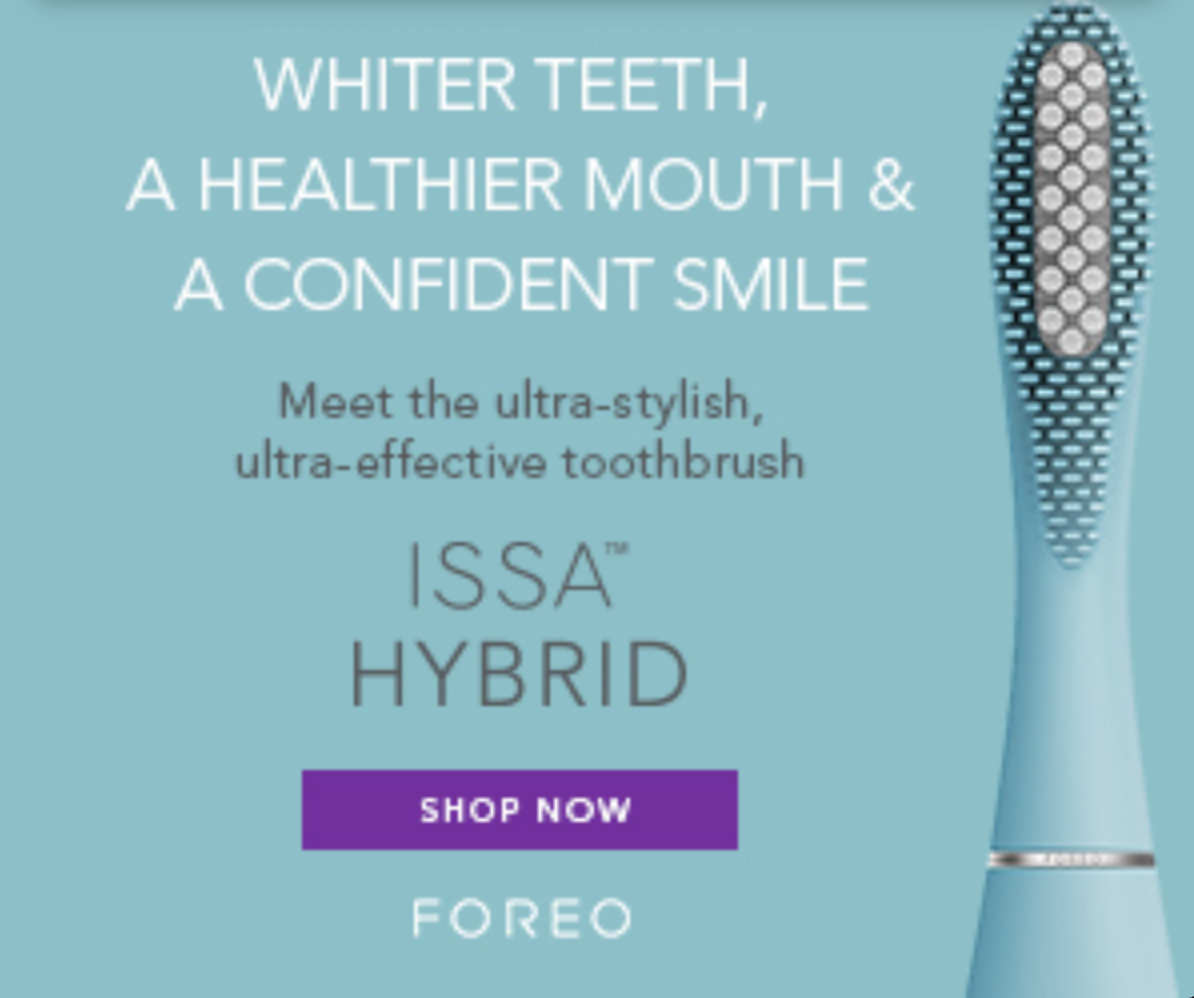 WHITER TEETH,
A HEALTHIER MOUTH &
A CONFIDENT SMILE
Meet the ultra-stylish,
ultra-effective toothbrush
ISSA™
HYBRID
SHOP NOW
FOREO